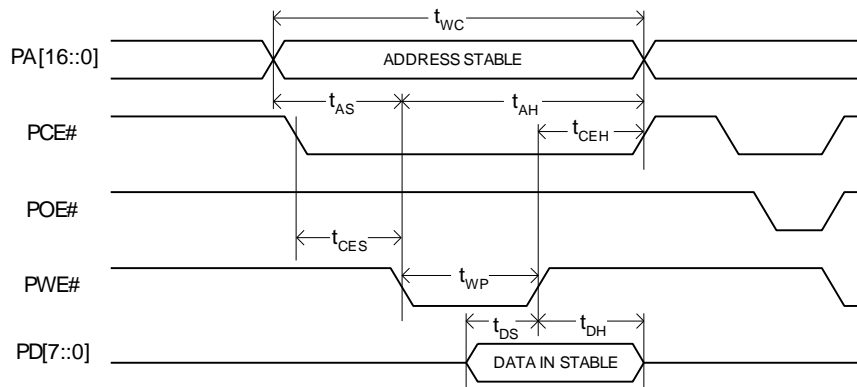 tWC
PA[16::0]
ADDRESS STABLE
tAS
tAH
PCE#
tCEH
POE#
tCES
PWE#
tWP
tDS
tDH
PD[7::0]
DATA IN STABLE